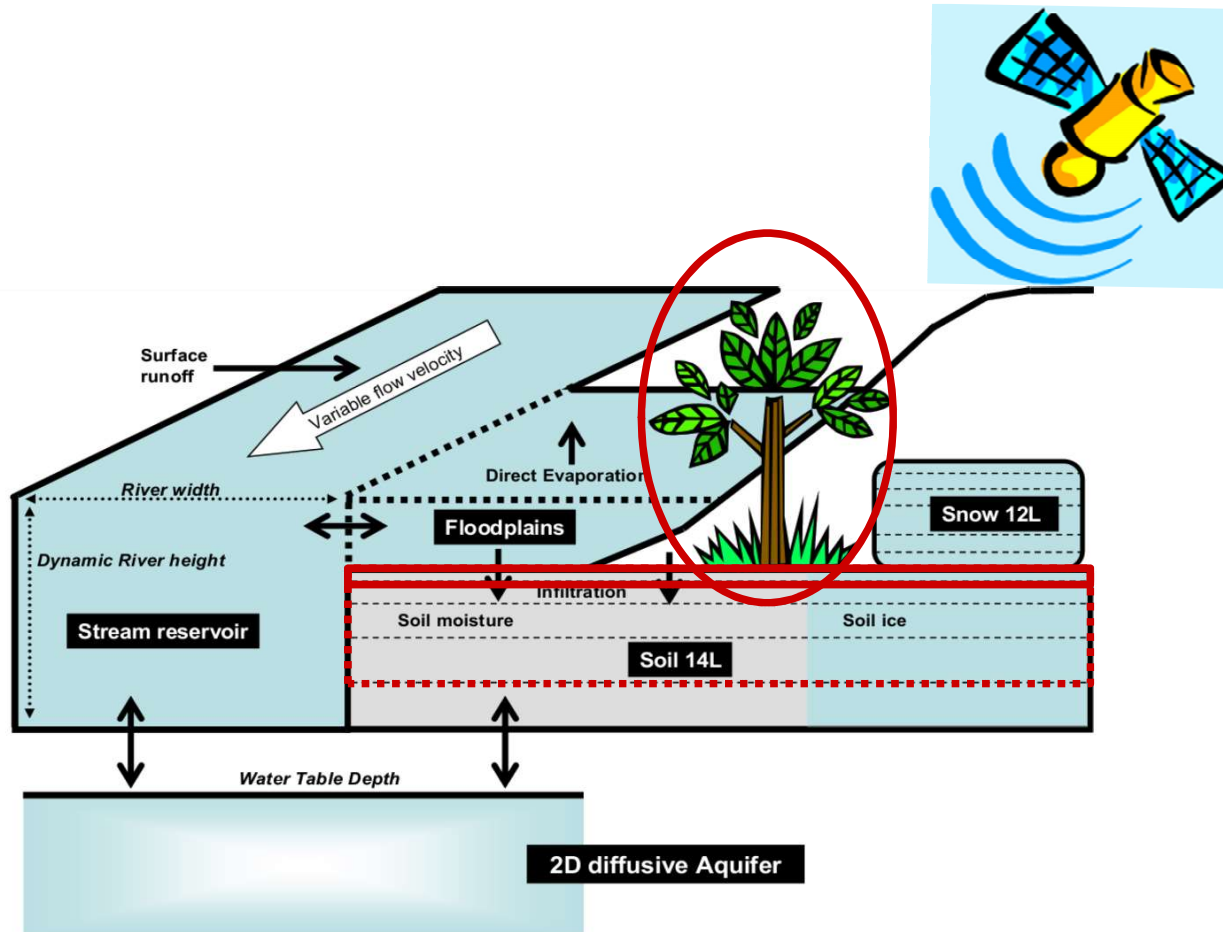 Surface
runoff
Variable flow velocity
River width
Direct Evaporation
Floodplains
Snow 12L
Dynamic River height
Infiltration
Soil moisture
Soil ice
Stream reservoir
Soil 14L
Water Table Depth
2D diffusive Aquifer